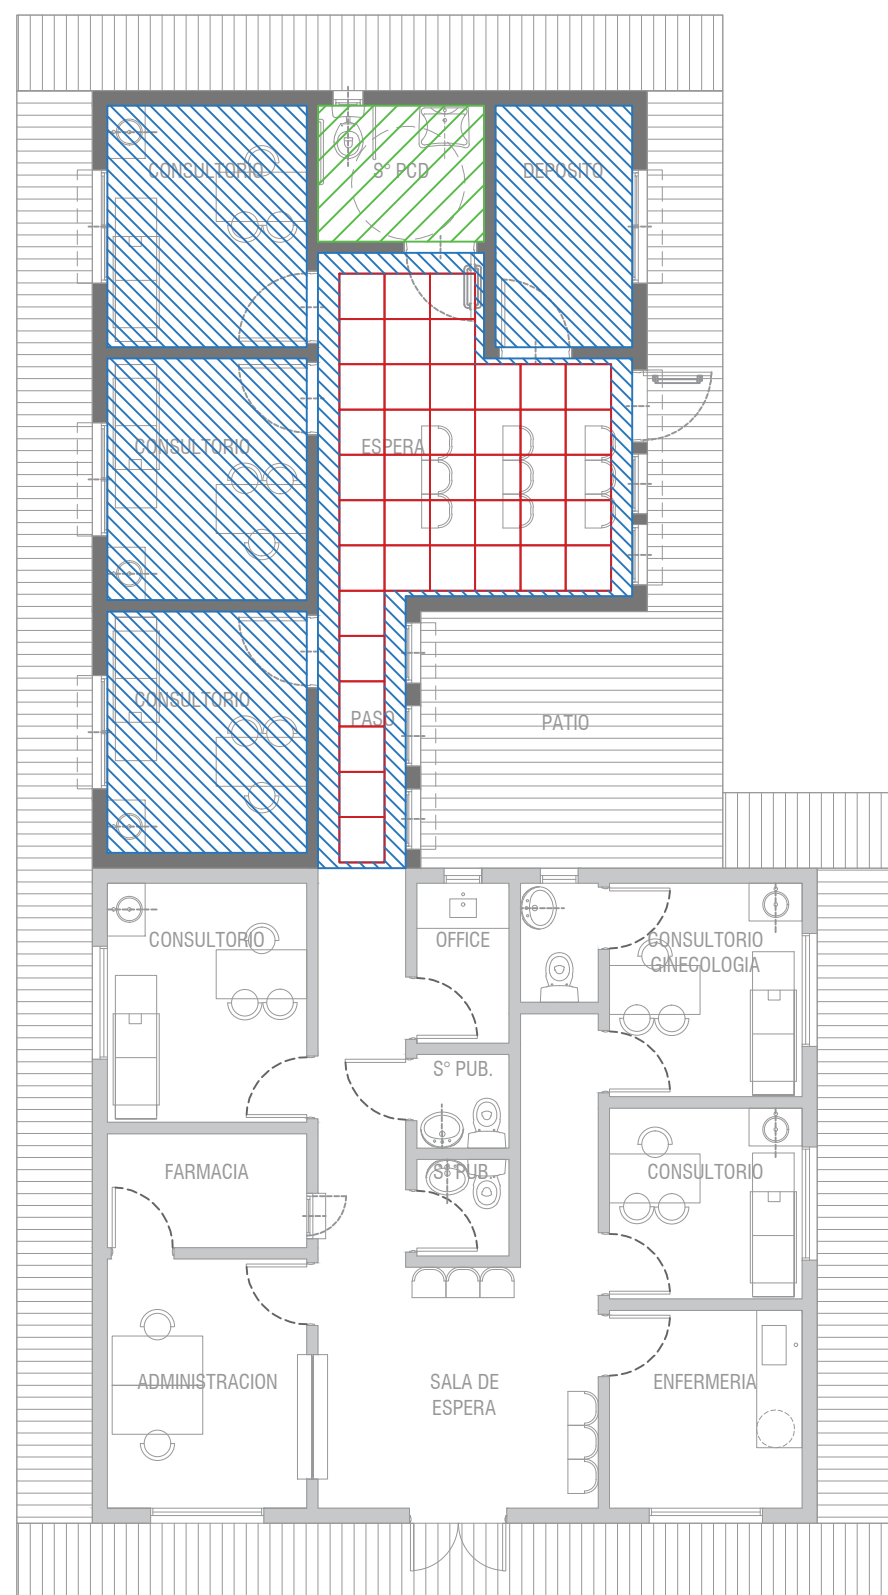 CONSULTORIO
S° PCD
DEPOSITO
CONSULTORIO
ESPERA
CONSULTORIO
PASO
PATIO
CONSULTORIO
OFFICE
CONSULTORIO
GINECOLOGIA
S° PUB.
FARMACIA
S° PUB.
CONSULTORIO
ADMINISTRACION
SALA DE
ESPERA
ENFERMERIA